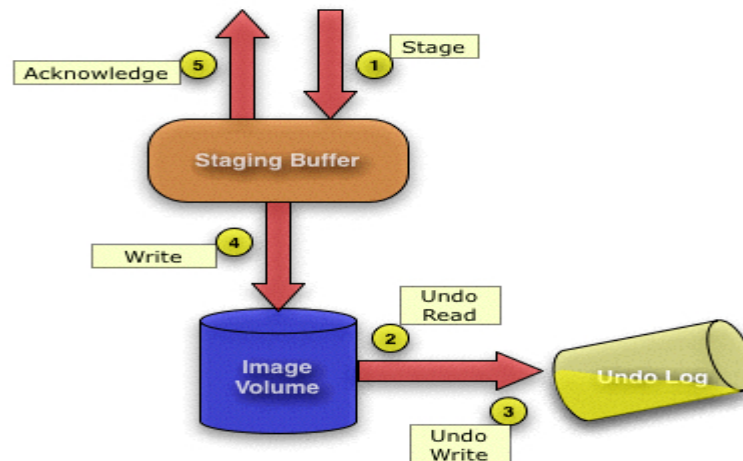 5
1
Stage
Acknowledge
Staging Buffer
4
Write
Undo
Read
2
Image
Volume
Undo Log
3
Undo
Write